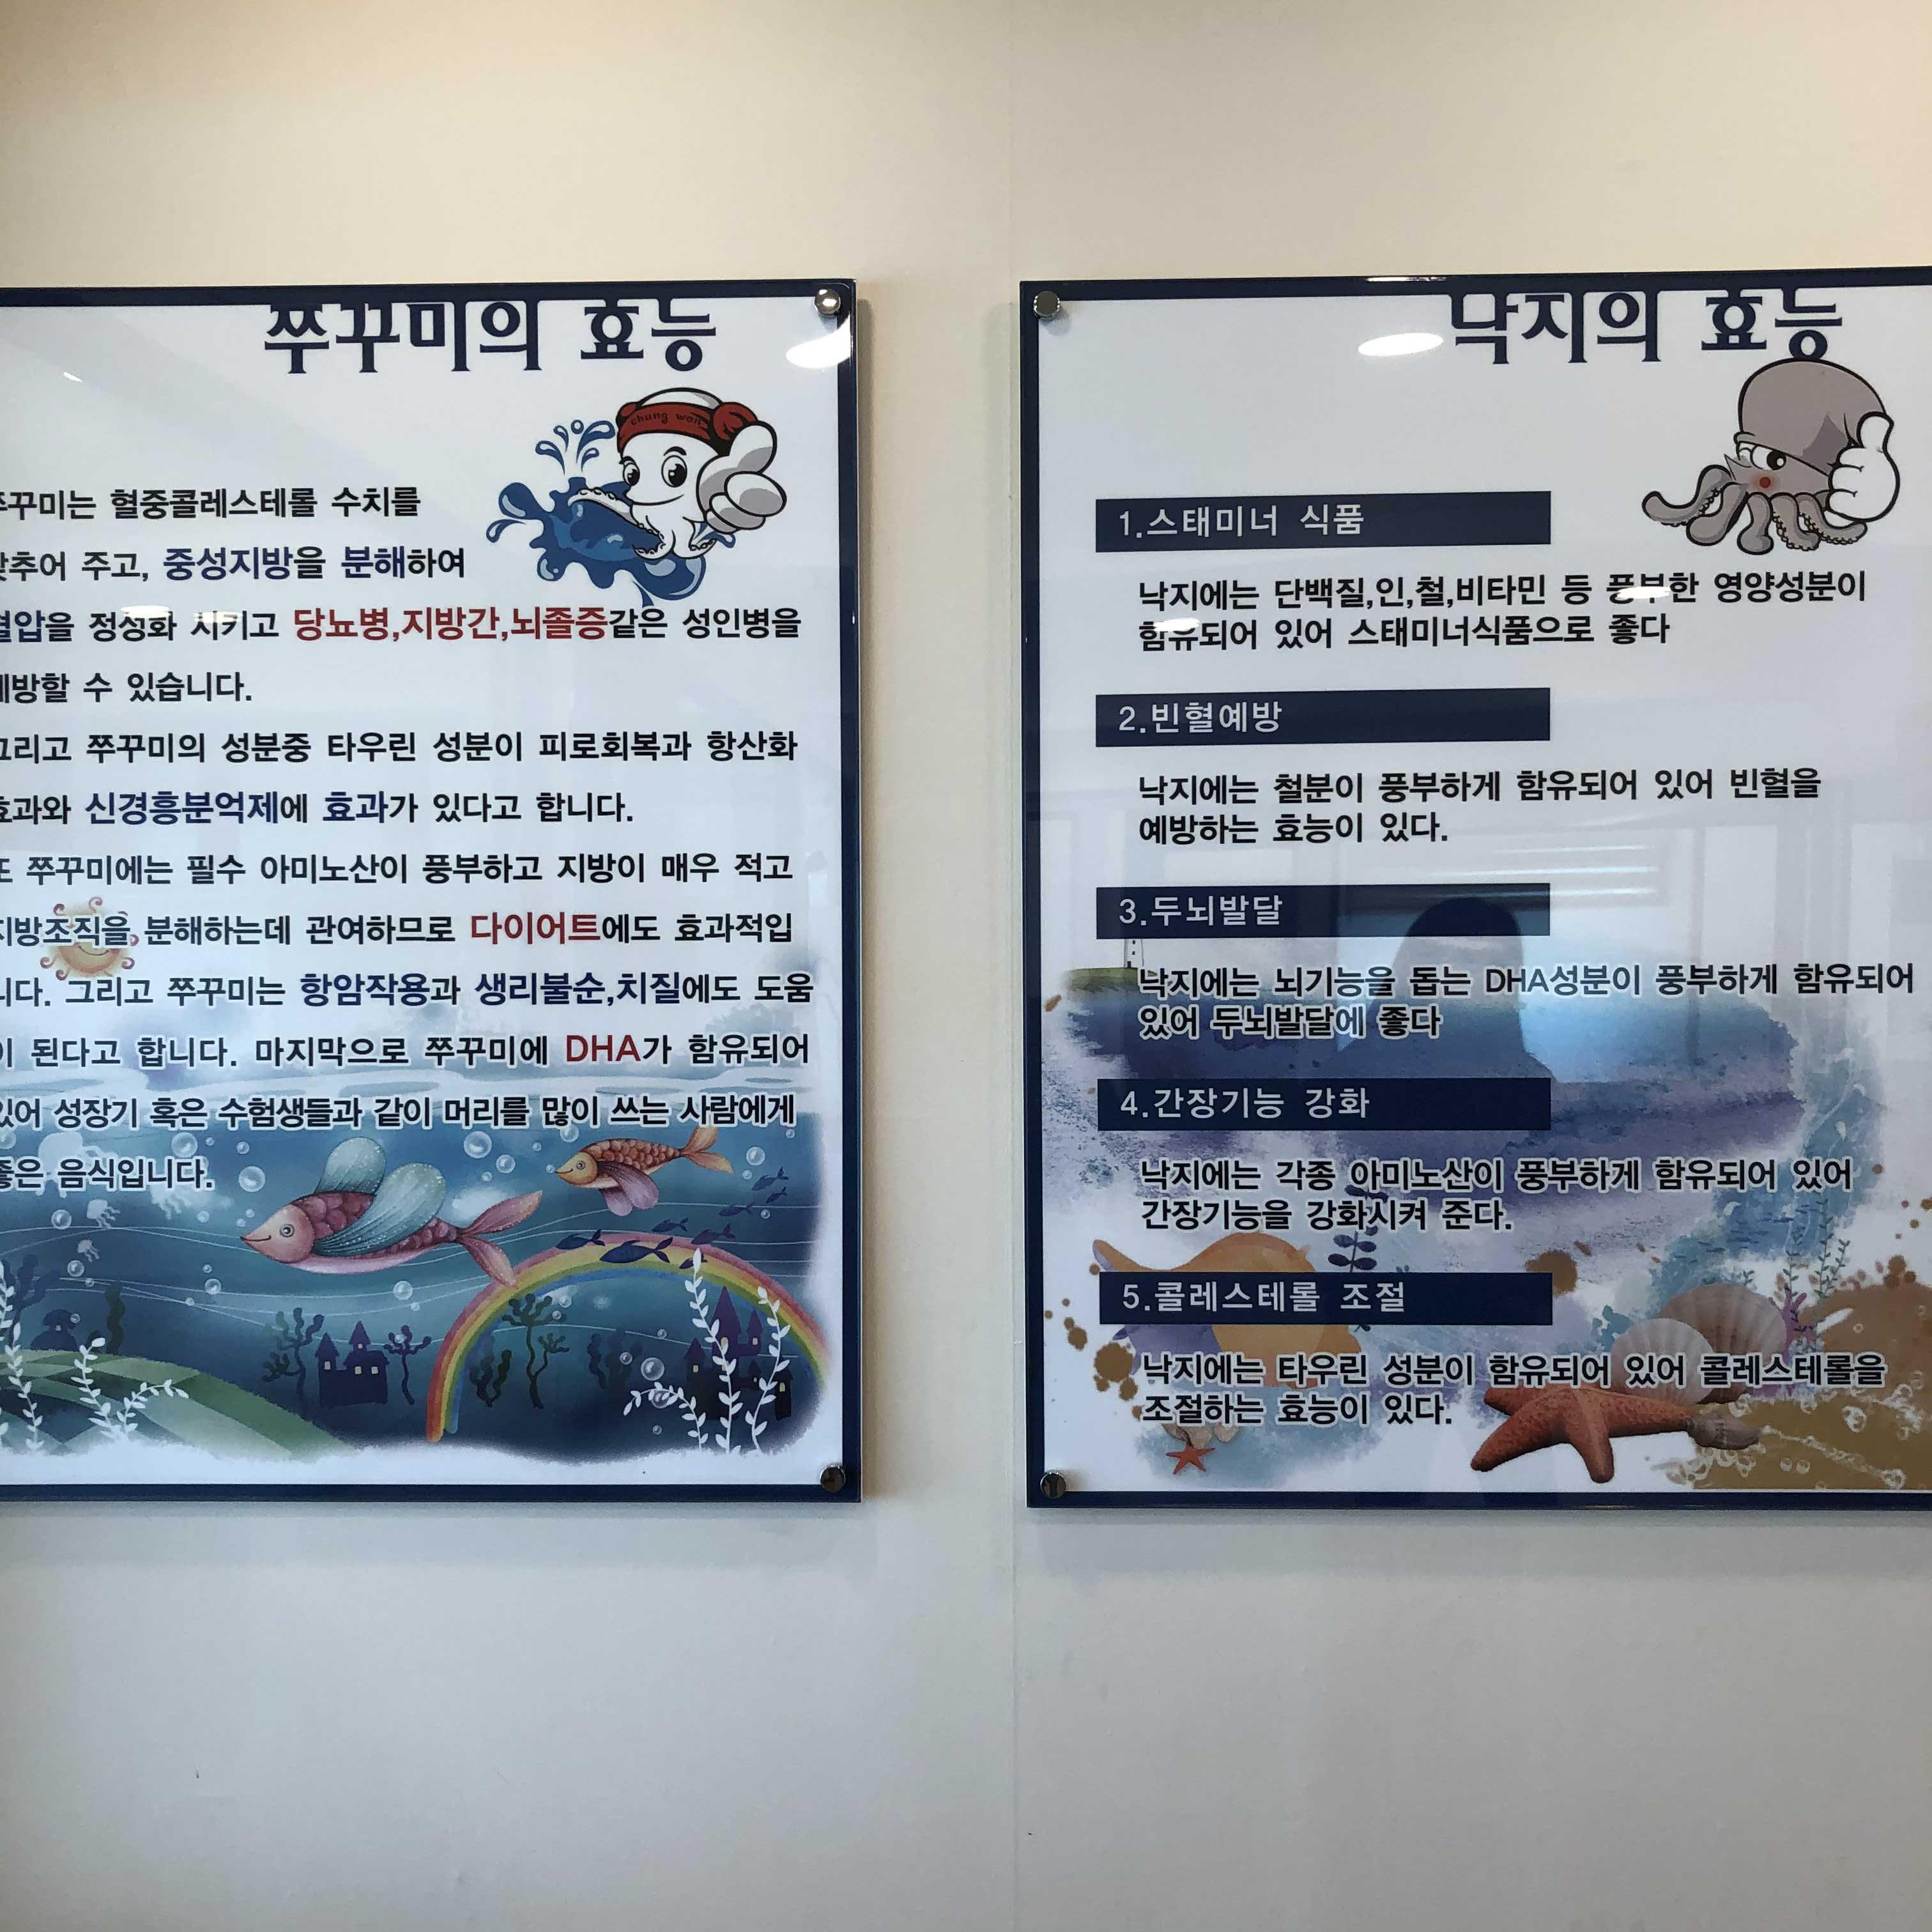 쭈꾸미의 효능
chung won
쭈꾸미는 혈중콜레스테롤 수치를
낮추어 주고, 중성지방을 분해하여
혈압을 정성화 시키고 당뇨병,지방간,뇌졸증같은 성인병을
예방할 수 있습니다.
그리고 쭈꾸미의 성분중 타우린 성분이 피로회복과 항산화
효과와 신경흥분억제에 효과가 있다고 합니다.
또 쭈꾸미에는 필수 아미노산이 풍부하고 지방이 매우 적고
지방조직을 분해하는데 관여하므로 다이어트에도 효과적입
니다. 그리고 쭈꾸미는 항암작용과 생리불순,치질에도 도움
이 된다고 합니다. 마지막으로 쭈꾸미에 DHA가 함유되어
있어 성장기 혹은 수험생들과 같이 머리를 많이 쓰는 사람에게
좋은 음식입니다.
낙지의 효능
1.스태미너 식품
낙지에는 단백질,인,철,비타민 등 풍부한 영양성분이
함유되어 있어 스태미너식품으로 좋다
2.빈혈예방
낙지에는 철분이 풍부하게 함유되어 있어 빈혈을
예방하는 효능이 있다.
3.두뇌발달
낙지에는 뇌기능을 돕는 DHA성분이 풍부하게 함유되어
있어 두뇌발달에 좋다
4.간장기능 강화
낙지에는 각종 아미노산이 풍부하게 함유되어 있어
간장기능을 강화시켜 준다.
5.콜레스테롤 조절
낙지에는 타우린 성분이 함유되어 있어 콜레스테롤을
조절하는 효능이 있다.